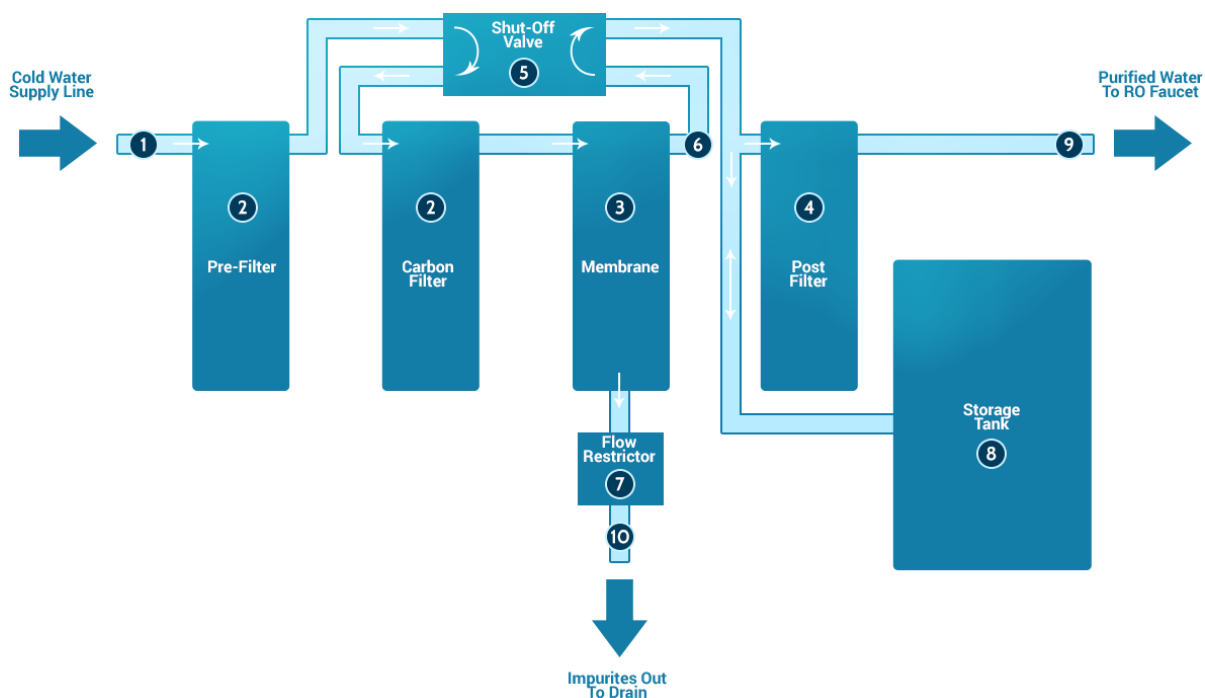 Shut-Off
Valve
5
Cold Water
Supply Line
Purified Water
To RO Faucet
1
6
9
2
2
3
4
Pre-Filter
Carbon
Filter
Membrane
Post
Filter
Storage
Tank
8
Flow
Restrictor
7
10
Impurites Out
To Drain